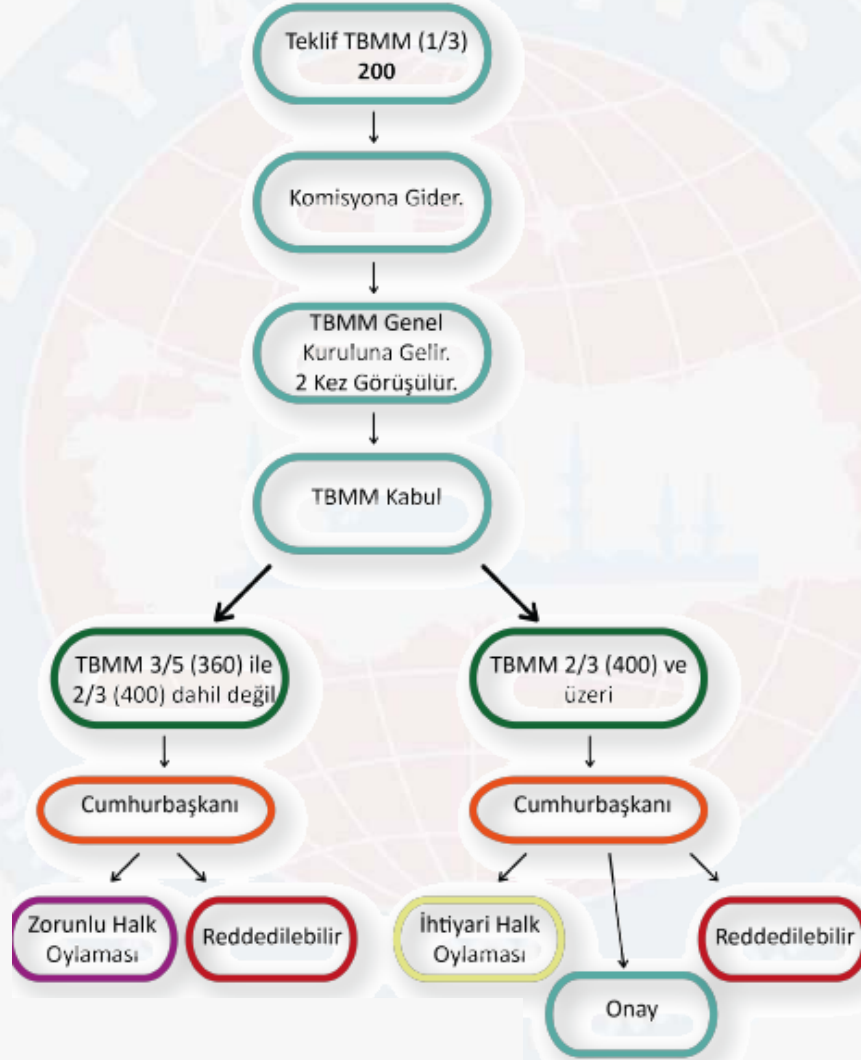 Teklif TBMM (1/3)
200
Komisyona Gider.
TBMM Genel
Kuruluna Gelir.
2 Kez Görüşülür.
TBMM Kabul
TBMM 3/5 (360) ile
2/3 (400) dahil değil
TBMM 2/3 (400) ve
üzeri
Cumhurbaşkanı
Cumhurbaşkanı
Zorunlu Halk
Oylaması
Reddedilebilir
İhtiyari Halk
Oylaması
Reddedilebilir
Onay